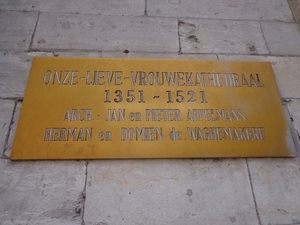 ONZE-LIEVE-VROUWEKATHEDRAAL
1351 - 1521
ARCH - JAN en PIETER APPELMANS
HERMAN en DOMIEN de WAGHEMAKERE